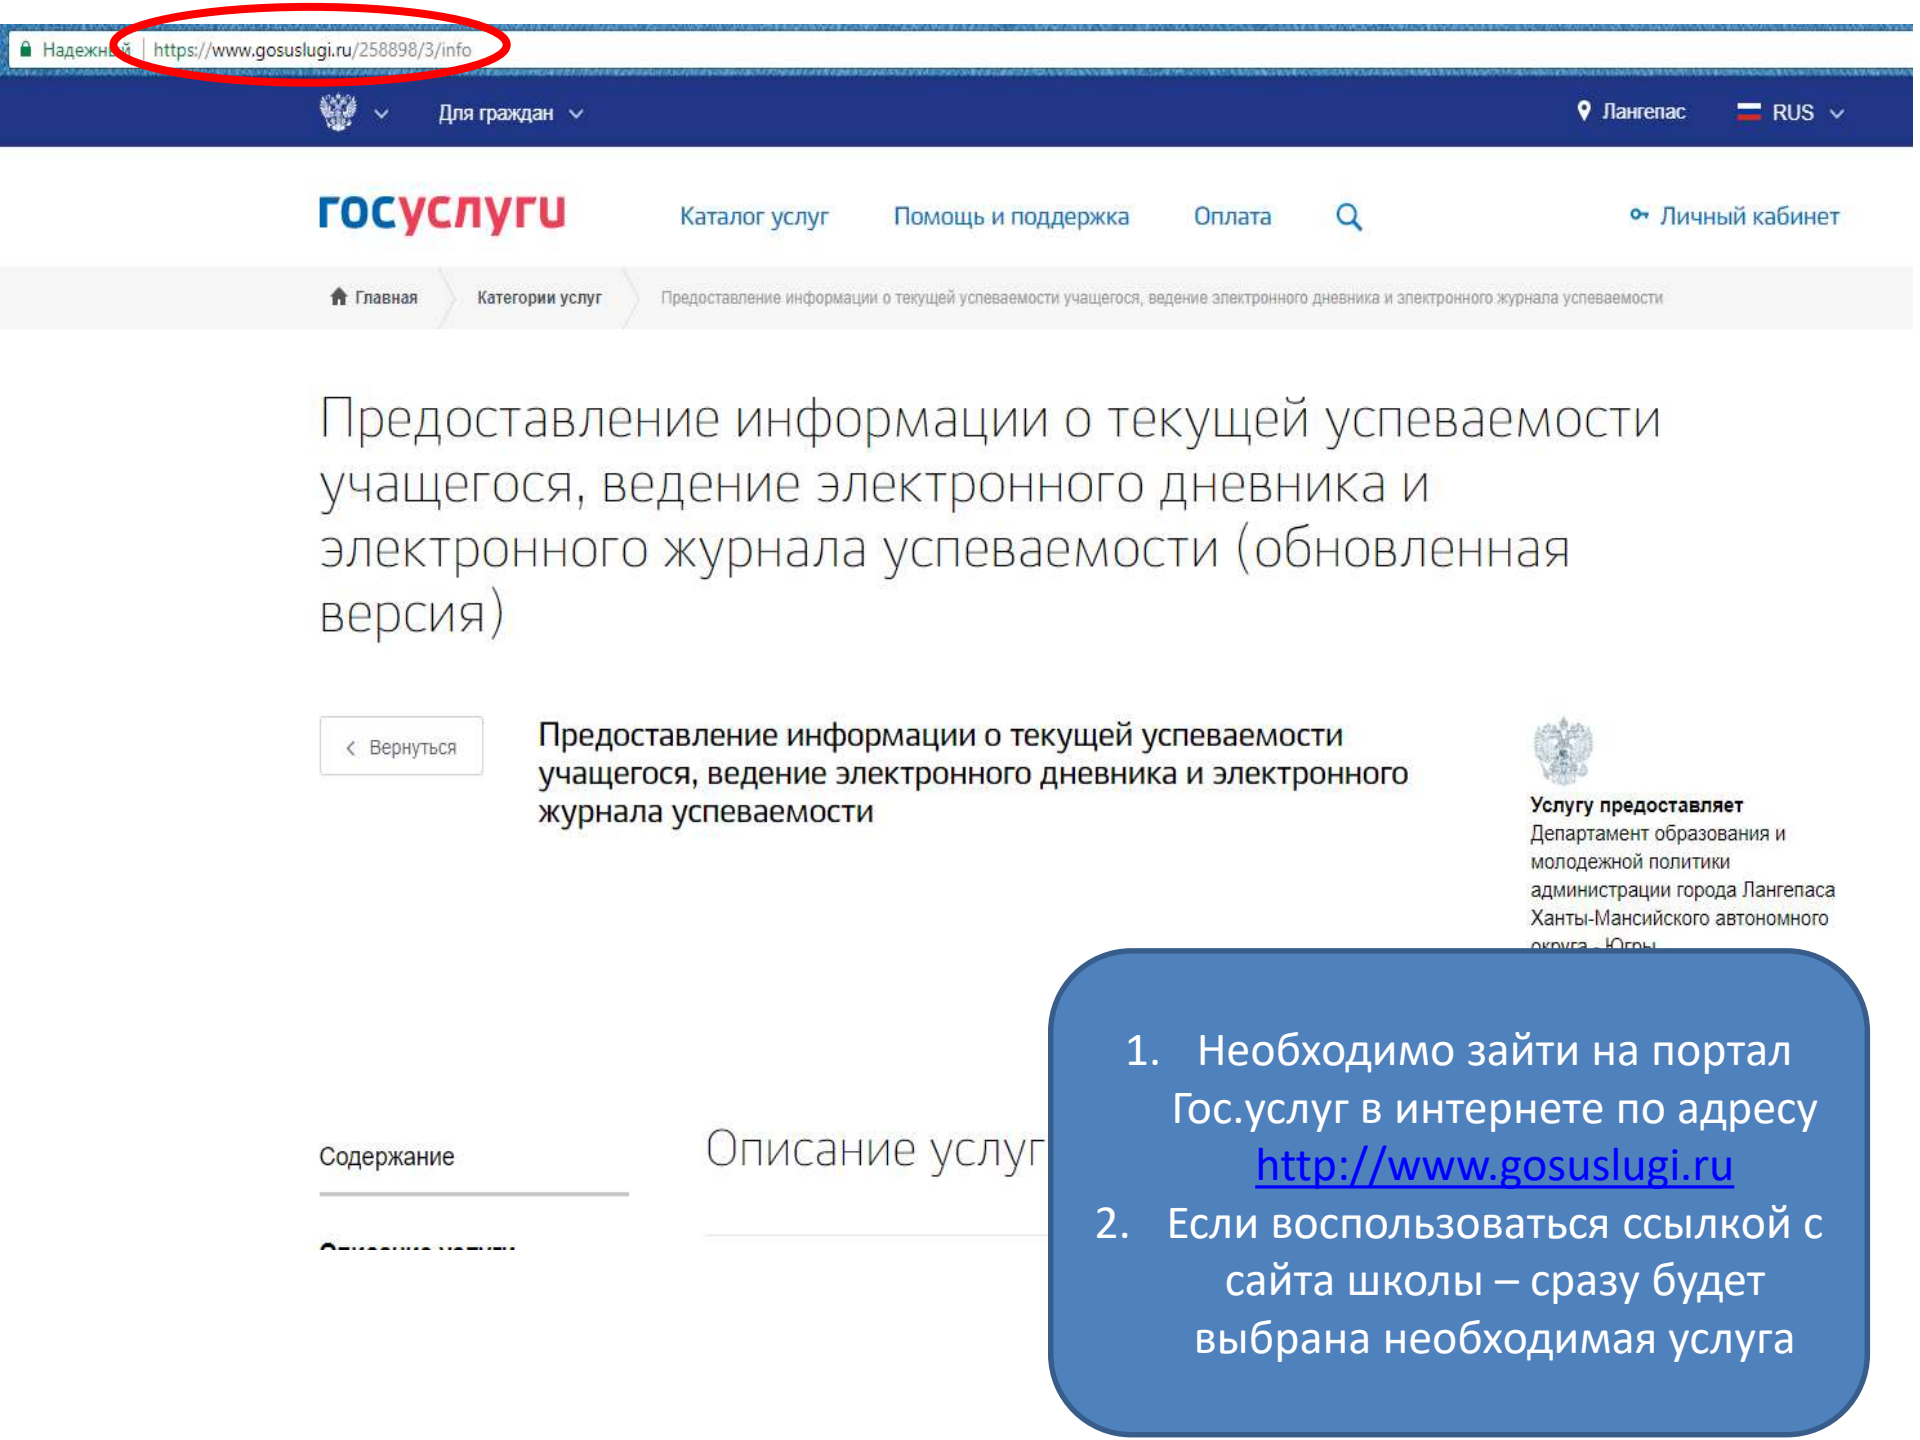 Надежный https://www.gosuslugi.ru/258898/3/info
Для граждан
Лангепас
RUS
госуслуги
Каталог услуг
Помощь и поддержка
Оплата
Личный кабинет
Главная
Категории услуг
Предоставление информации о текущей успеваемости учащегося, ведение электронного дневника и электронного журнала успеваемости
Предоставление информации о текущей успеваемости
учащегося, ведение электронного дневника и
электронного журнала успеваемости (обновленная
версия)
Вернуться
Предоставление информации о текущей успеваемости
учащегося, ведение электронного дневника и электронного
журнала успеваемости
Услугу предоставляет
Департамент образования и
молодежной политики
администрации города Лангепаса
Ханты-Мансийского автономного
округа - Югры
Содержание
Описание услуги
Описание услуг
1. Необходимо зайти на портал
Гос.услуг в интернете по адресу
http://www.gosuslugi.ru
2. Если воспользоваться ссылкой с
сайта школы – сразу будет
выбрана необходимая услуга